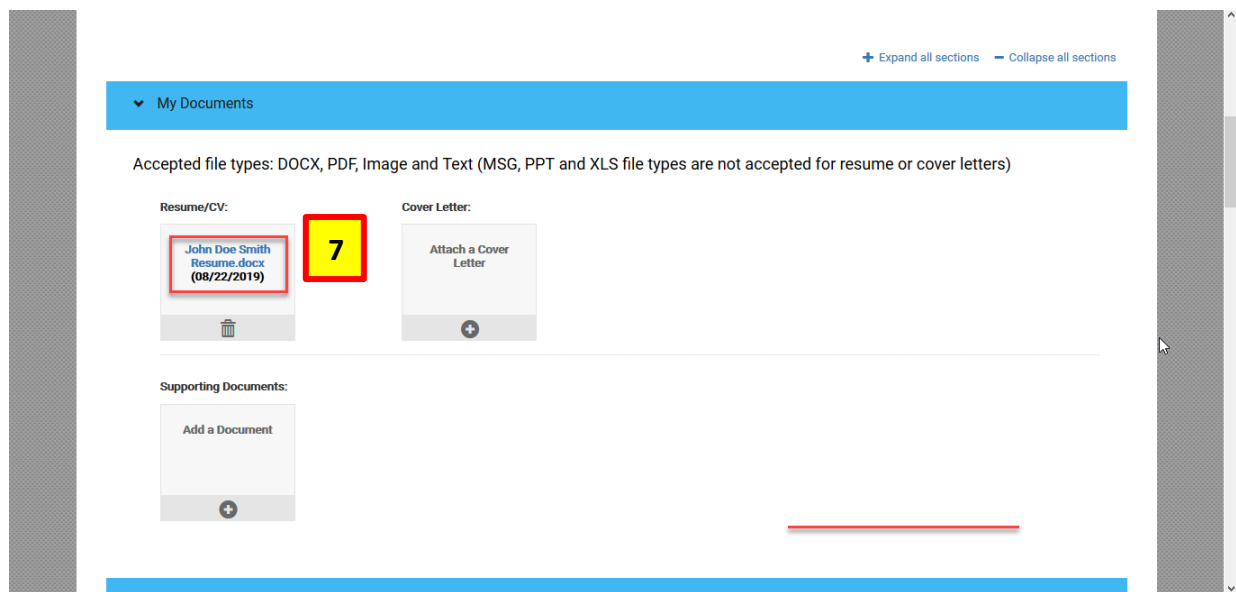 Expand all sections Collapse all sections
My Documents
Accepted file types: DOCX, PDF, Image and Text (MSG, PPT and XLS file types are not accepted for resume or cover letters)
Resume/CV:
John Doe Smith
Resume.docx
(08/22/2019)
7
Cover Letter:
Attach a Cover
Letter
Supporting Documents:
Add a Document